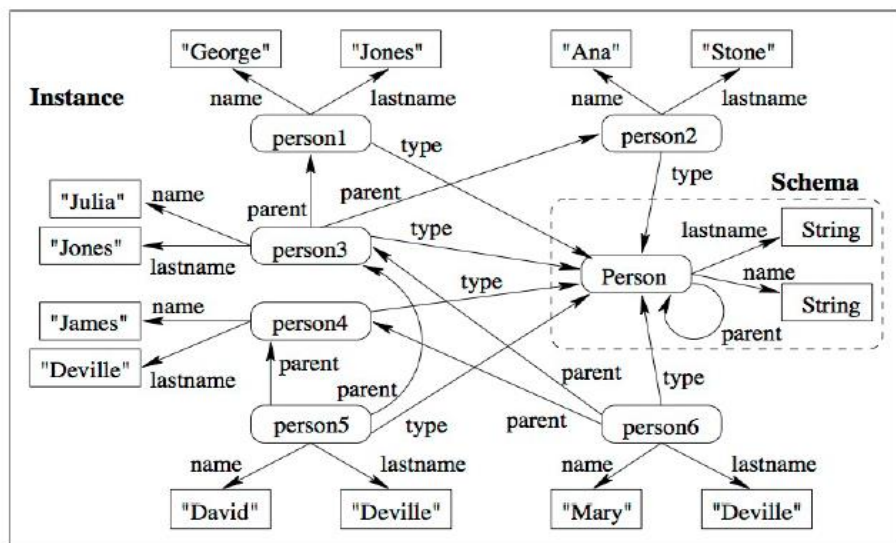 "George"
"Jones"
"Ana"
"Stone"
Instance
name
lastname
name
lastname
person1
person2
type
type
"Julia"
name
parent
parent
Schema
"Jones"
lastname
person3
type
Person
lastname
String
name
String
parent
"James"
name
person4
type
"Deville"
lastname
parent
parent
parent
type
person5
type
parent
person6
name
lastname
name
lastname
"David"
"Deville"
"Mary"
"Deville"